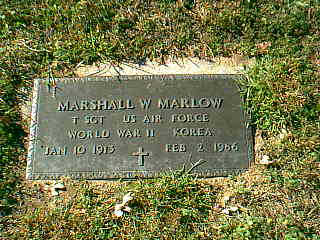 MARSHALL W MARLOW
T SGT US AIR FORCE
WORLD WAR II KOREA
JAN 10 1913 FEB 2 1966